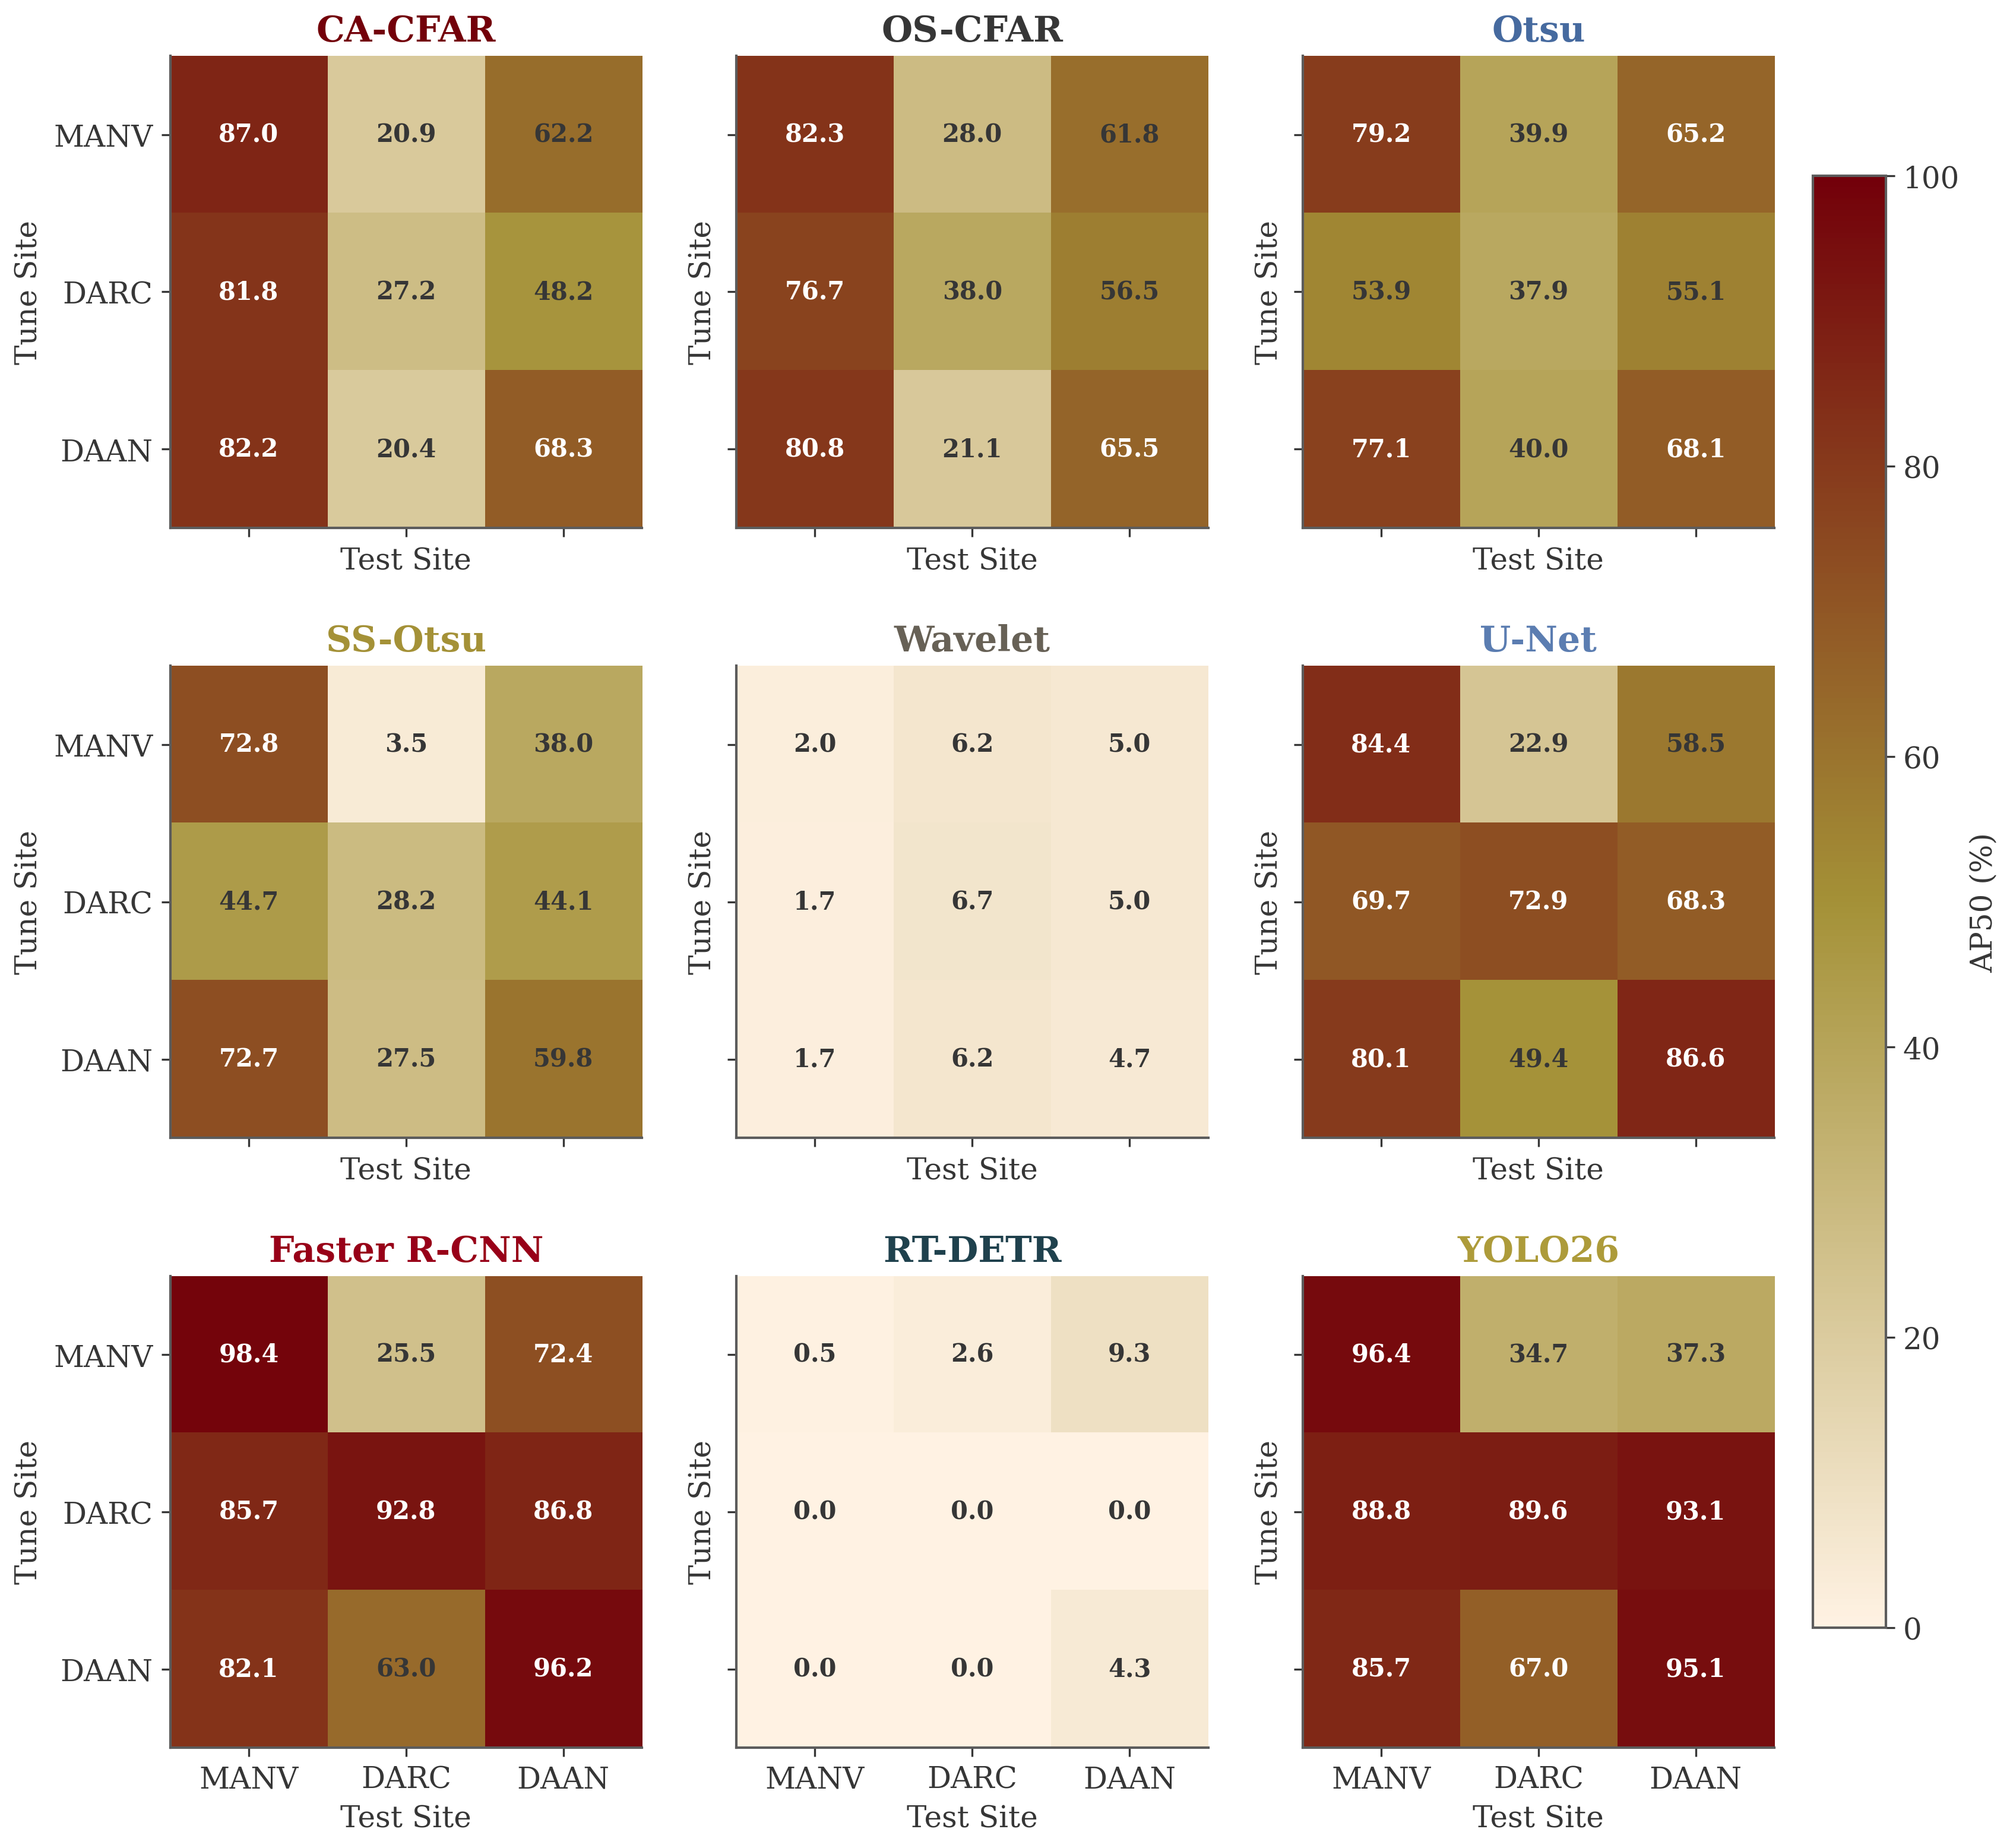 CA-CFAR OS-CFAR Otsu
MANV 87.0 20.9 62.2 82.3 28.0 61.8 79.2 39.9 65.2
DARC 81.8 27.2 48.2 76.7 38.0 56.5 53.9 37.9 55.1
DAAN 82.2 20.4 68.3 80.8 21.1 65.5 77.1 40.0 68.1
Tune Site Tune Site Tune Site
Test Site Test Site Test Site
SS-Otsu Wavelet U-Net
MANV 72.8 3.5 38.0 2.0 6.2 5.0 84.4 22.9 58.5
DARC 44.7 28.2 44.1 1.7 6.7 5.0 69.7 72.9 68.3
DAAN 72.7 27.5 59.8 1.7 6.2 4.7 80.1 49.4 86.6
Tune Site Tune Site Tune Site
Test Site Test Site Test Site
Faster R-CNN RT-DETR YOLO26
MANV 98.4 25.5 72.4 0.5 2.6 9.3 96.4 34.7 37.3
DARC 85.7 92.8 86.8 0.0 0.0 0.0 88.8 89.6 93.1
DAAN 82.1 63.0 96.2 0.0 0.0 4.3 85.7 67.0 95.1
Tune Site Tune Site Tune Site
MANV DARC DAAN MANV DARC DAAN MANV DARC DAAN
Test Site Test Site Test Site
100
80
60
40
20
0
AP50 (%)